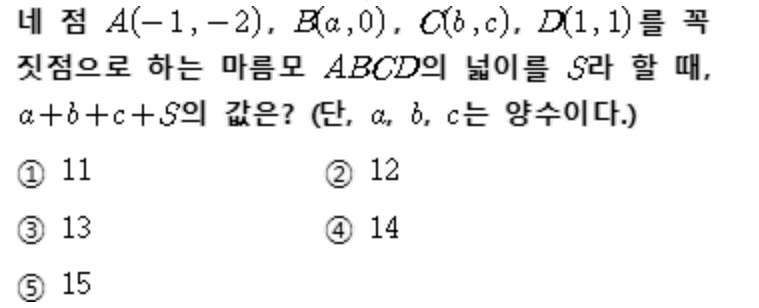 네 점 A(−1, −2), B(a, 0), C(b, c), D(1, 1)를 꼭
짓점으로 하는 마름모 ABCD의 넓이를 S라 할 때,
a+b+c+S의 값은? (단, a, b, c는 양수이다.)
① 11 ② 12
③ 13 ④ 14
⑤ 15